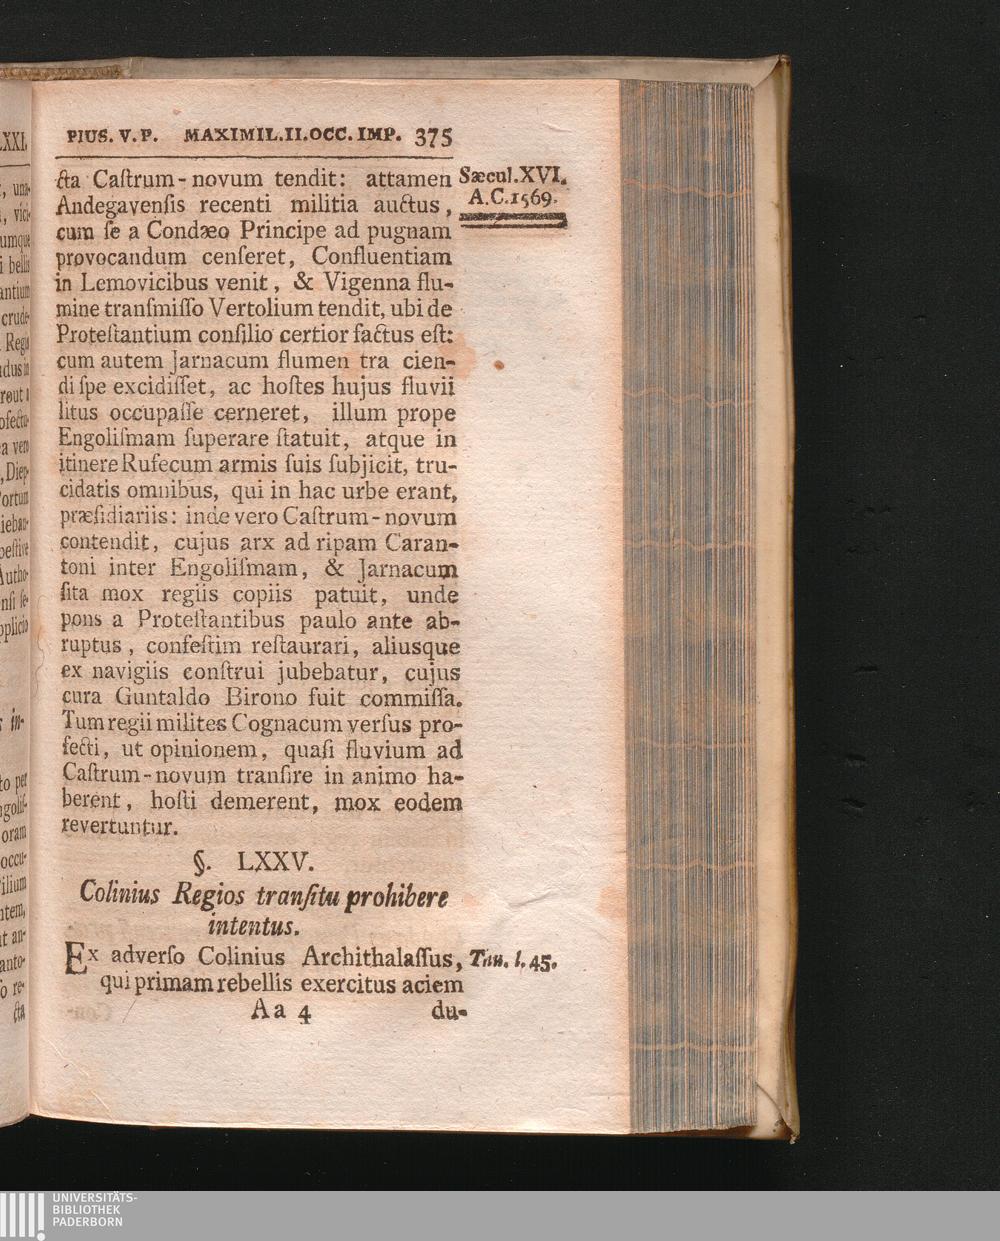 PIUS. V. P. MAXIMIL. II. OCC. IMP. 375
Sæcul. XVI.
A. C. 1569.
cta Caſtrum-novum tendit: attamen
Andegavenſis recenti militia auctus,
cum ſe a Condæo Principe ad pugnam
provocandum cenſeret, Confluentiam
in Lemovicibus venit, & Vigenna flu-
mine tranſmiſſo Vertolium tendit, ubi de
Proteſtantium conſilio certior factus eſt:
cum autem Jarnacum flumen tra cien-
di ſpe excidiſſet, ac hoſtes hujus fluvii
litus occupaſſe cerneret, illum prope
Engoliſmam ſuperare ſtatuit, atque in
itinere Rufecum armis ſuis ſubjicit, tru-
cidatis omnibus, qui in hac urbe erant,
præſidiariis: inde vero Caſtrum-novum
contendit, cujus arx ad ripam Caran-
toni inter Engoliſmam, & Jarnacum
ſita mox regiis copiis patuit, unde
pons a Proteſtantibus paulo ante ab-
ruptus, confeſtim reſtaurari, aliusque
ex navigiis conſtrui jubebatur, cujus
cura Guntaldo Birono fuit commiſſa.
Tum regii milites Cognacum verſus pro-
fecti, ut opinionem, quaſi fluvium ad
Caſtrum-novum tranſire in animo ha-
berent, hoſti demerent, mox eodem
revertuntur.
§. LXXV.
Colinius Regios tranſitu prohibere
intentus.
Ex adverſo Colinius Archithalaſſus,
Tuu. l. 45.
qui primam rebellis exercitus aciem
Aa 4 du-
UNIVERSITÄTS-
BIBLIOTHEK
PADERBORN